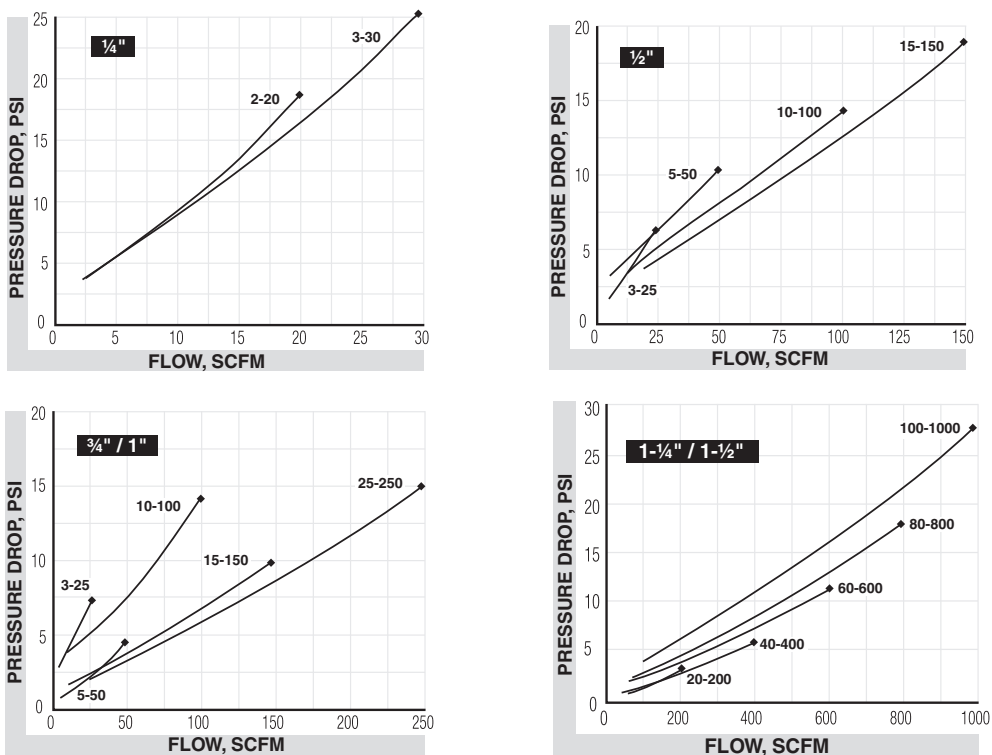 PRESSURE DROP, PSI
25
20
15
10
5
0
¼"
3-30
2-20
0 5 10 15 20 25 30
FLOW, SCFM
PRESSURE DROP, PSI
20
15
10
5
0
½"
15-150
10-100
5-50
3-25
0 25 50 75 100 125 150
FLOW, SCFM
PRESSURE DROP, PSI
20
15
10
5
0
¾" / 1"
25-250
10-100
15-150
3-25
5-50
0 50 100 150 200 250
FLOW, SCFM
PRESSURE DROP, PSI
30
25
20
15
10
5
0
1-¼" / 1-½"
100-1000
80-800
60-600
40-400
20-200
0 200 400 600 800 1000
FLOW, SCFM